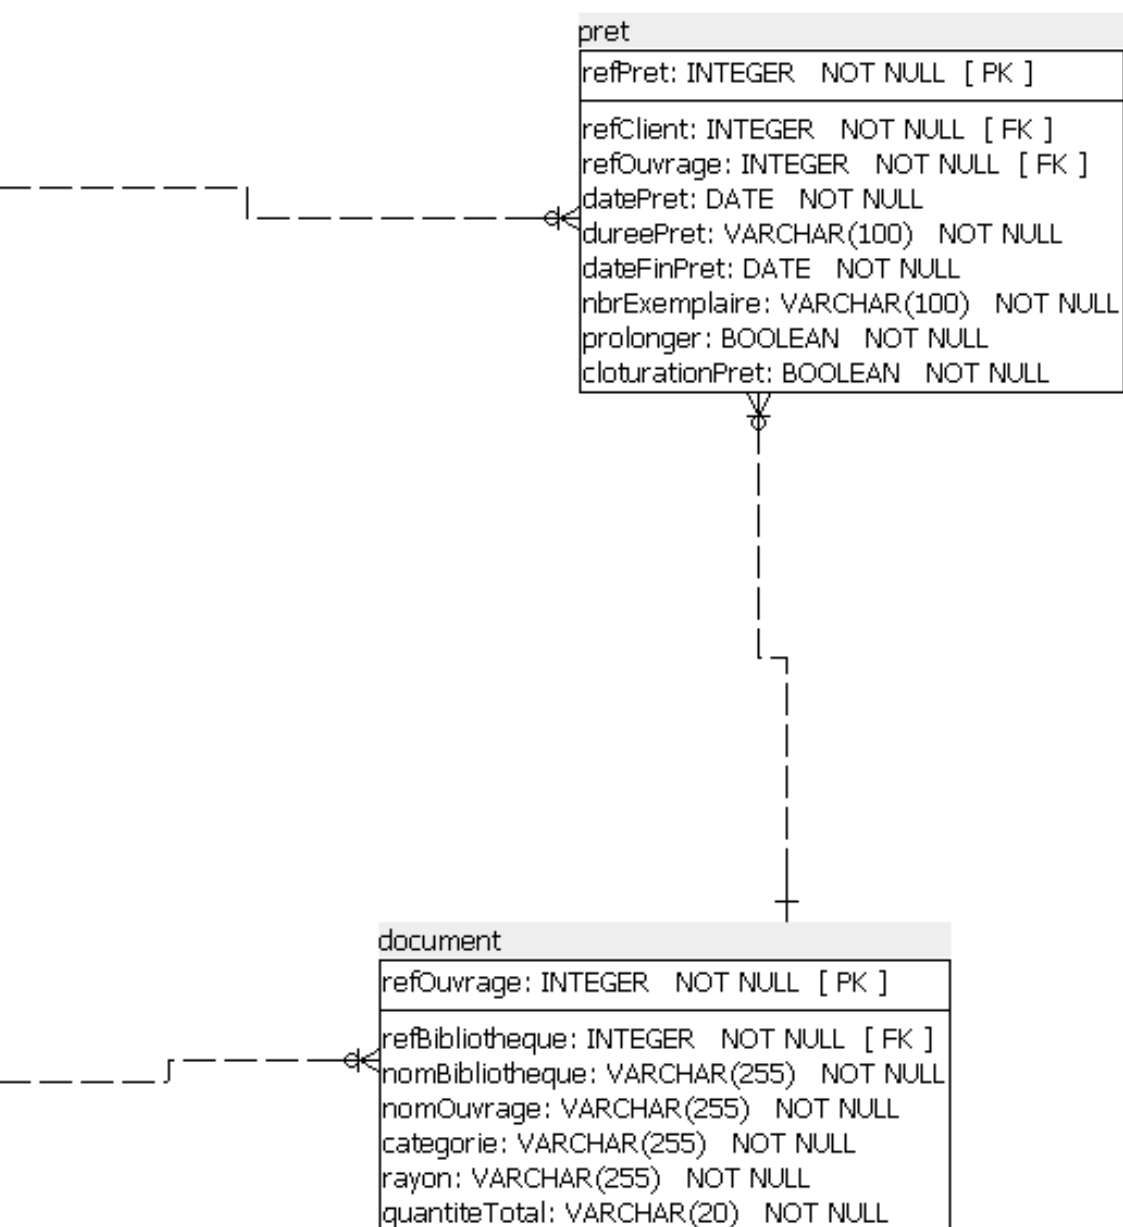 pret
refPret: INTEGER NOT NULL [ PK ]
refClient: INTEGER NOT NULL [ FK ]
refOuvrage: INTEGER NOT NULL [ FK ]
datePret: DATE NOT NULL
dureePret: VARCHAR(100) NOT NULL
dateFinPret: DATE NOT NULL
nbrExemplaire: VARCHAR(100) NOT NULL
prolonger: BOOLEAN NOT NULL
cloturationPret: BOOLEAN NOT NULL
document
refOuvrage: INTEGER NOT NULL [ PK ]
refBibliotheque: INTEGER NOT NULL [ FK ]
nomBibliotheque: VARCHAR(255) NOT NULL
nomOuvrage: VARCHAR(255) NOT NULL
categorie: VARCHAR(255) NOT NULL
rayon: VARCHAR(255) NOT NULL
quantiteTotal: VARCHAR(20) NOT NULL